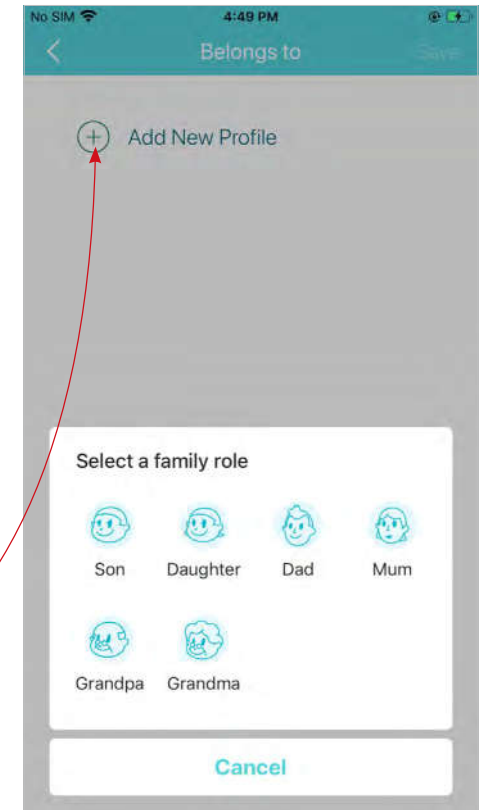 No SIM 4:49 PM
Belongs to Save
Add New Profile
Select a family role
Son Daughter Dad Mum
Grandpa Grandma
Cancel